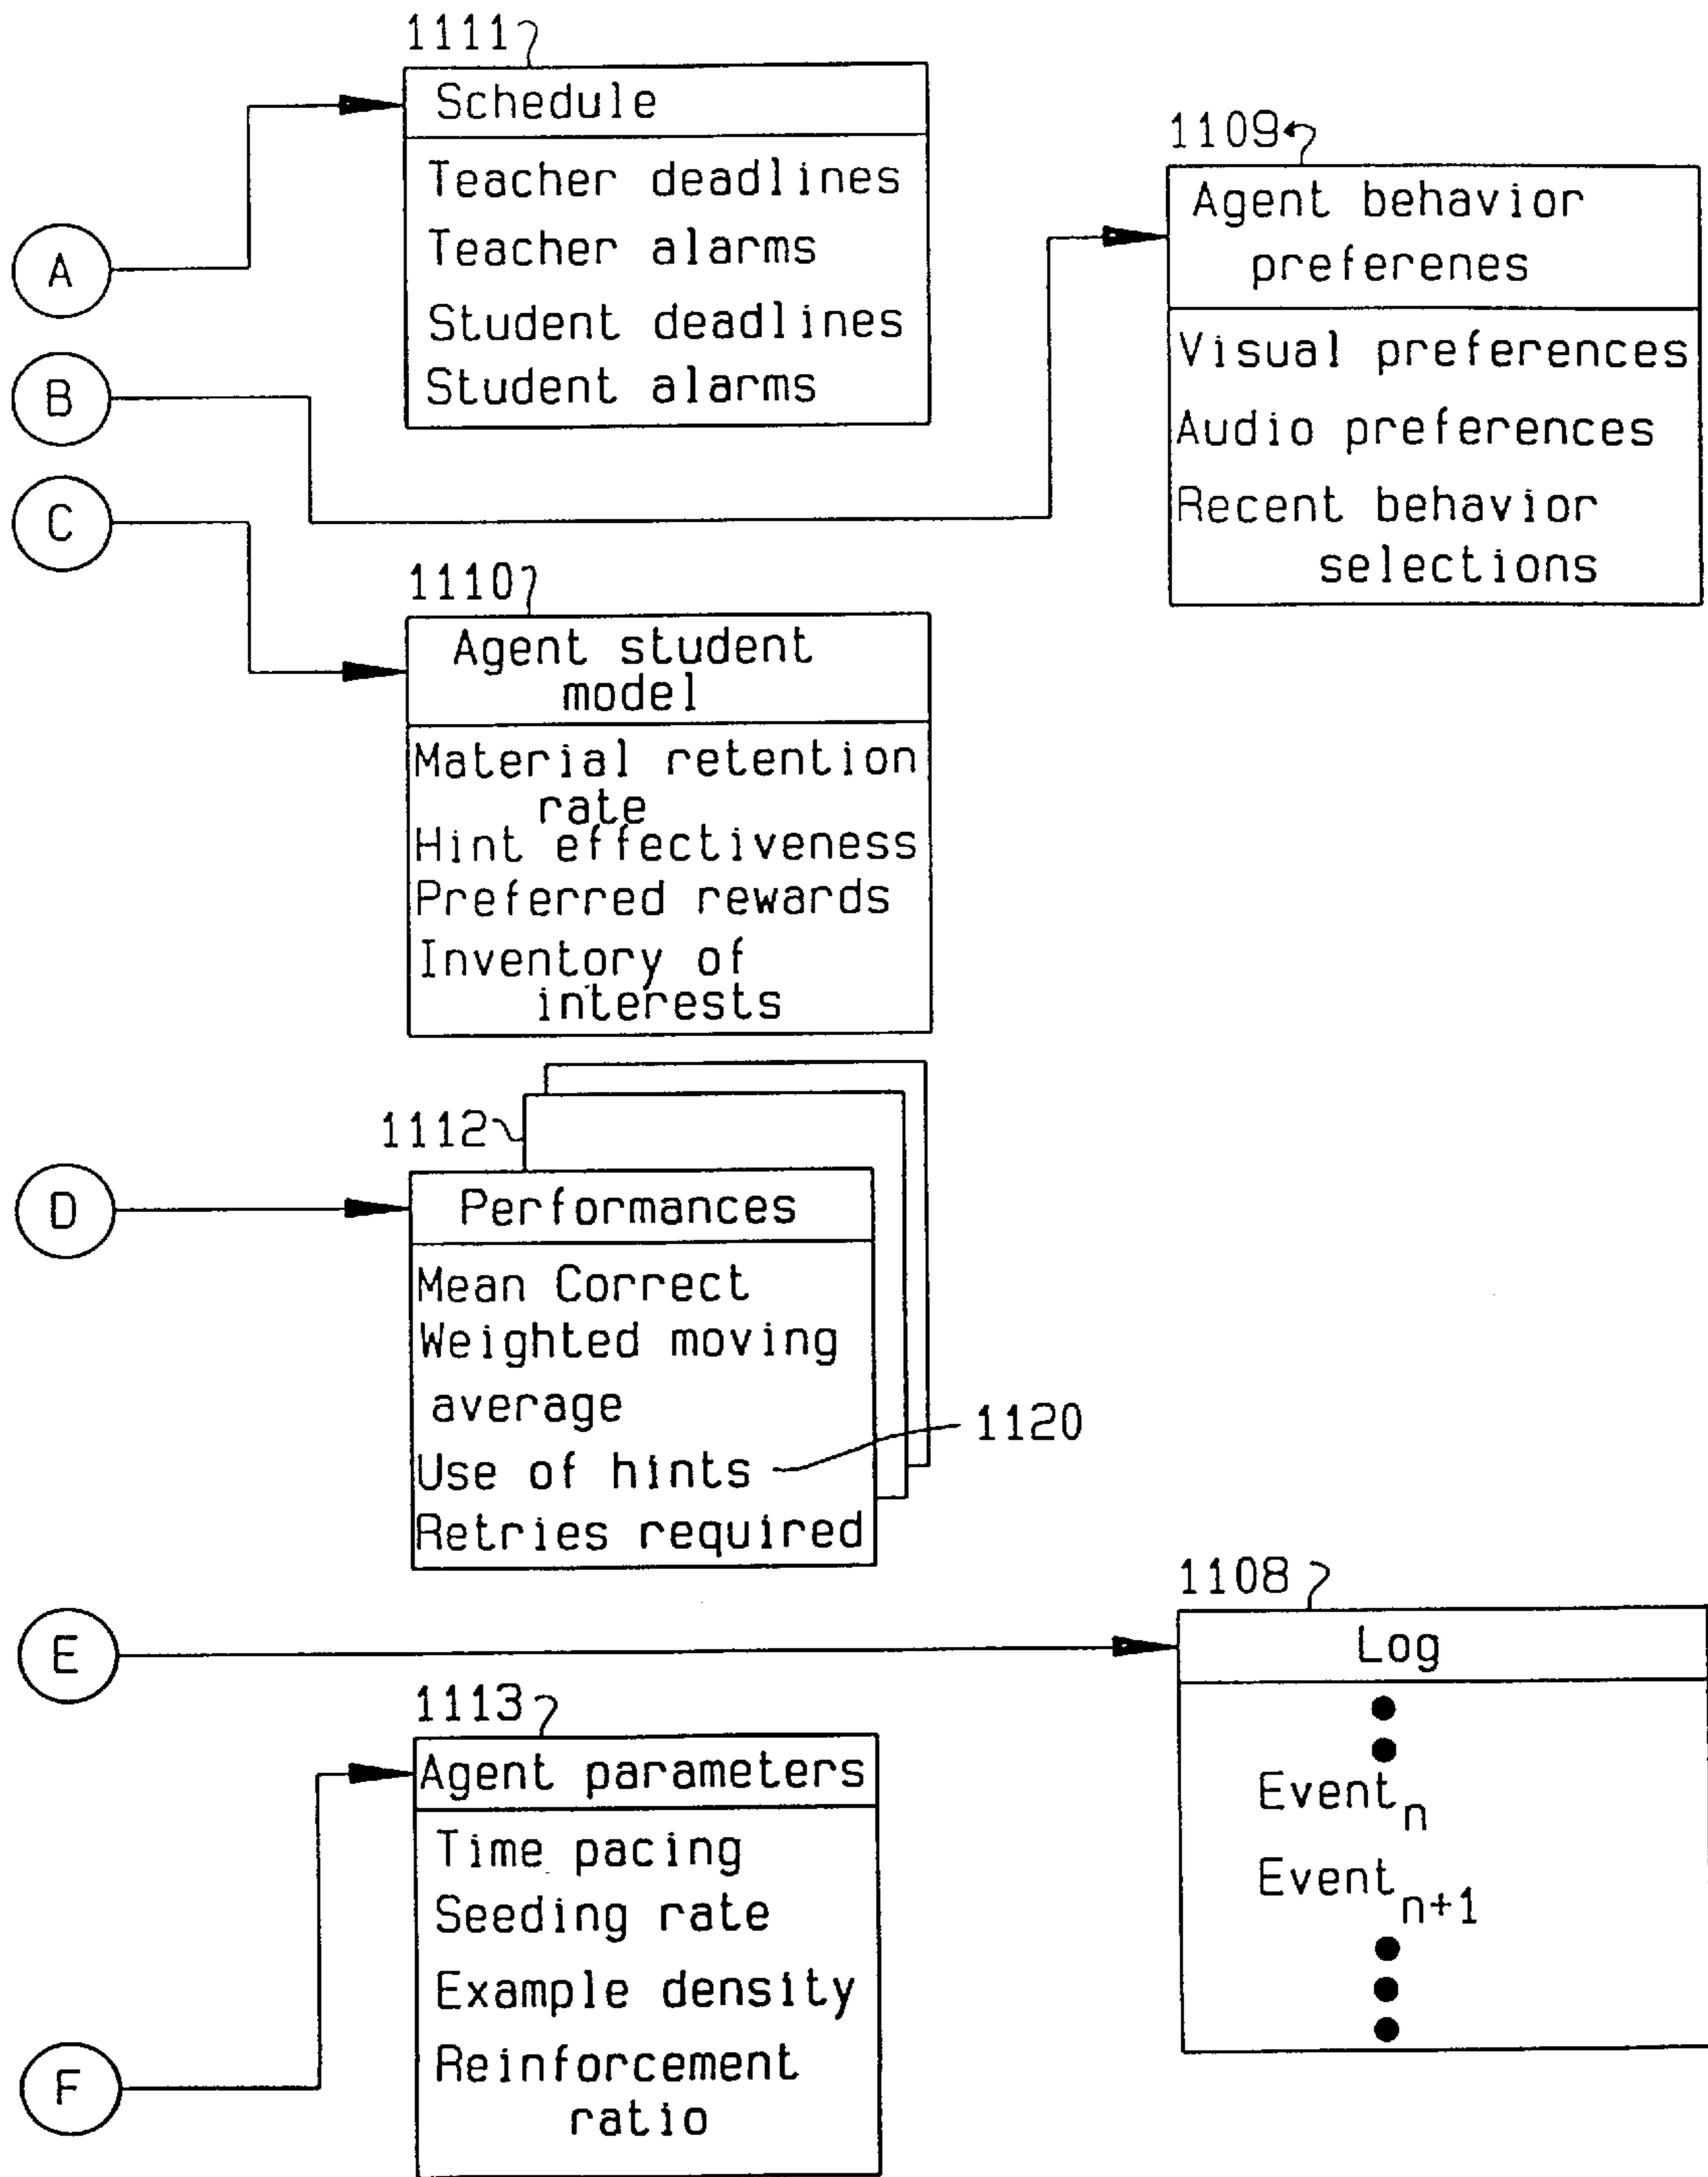 1111
Schedule
Teacher deadlines
Teacher alarms
Student deadlines
Student alarms
1109
Agent behavior
preferenes
Visual preferences
Audio preferences
Recent behavior
selections
A
B
C
1110
Agent student
model
Material retention
rate
Hint effectiveness
Preferred rewards
Inventory of
interests
1112
D
Performances
Mean Correct
Weighted moving
average
Use of hints
1120
Retries required
1108
E
Log
Event n
Event n+1
1113
Agent parameters
Time pacing
Seeding rate
Example density
Reinforcement
ratio
F